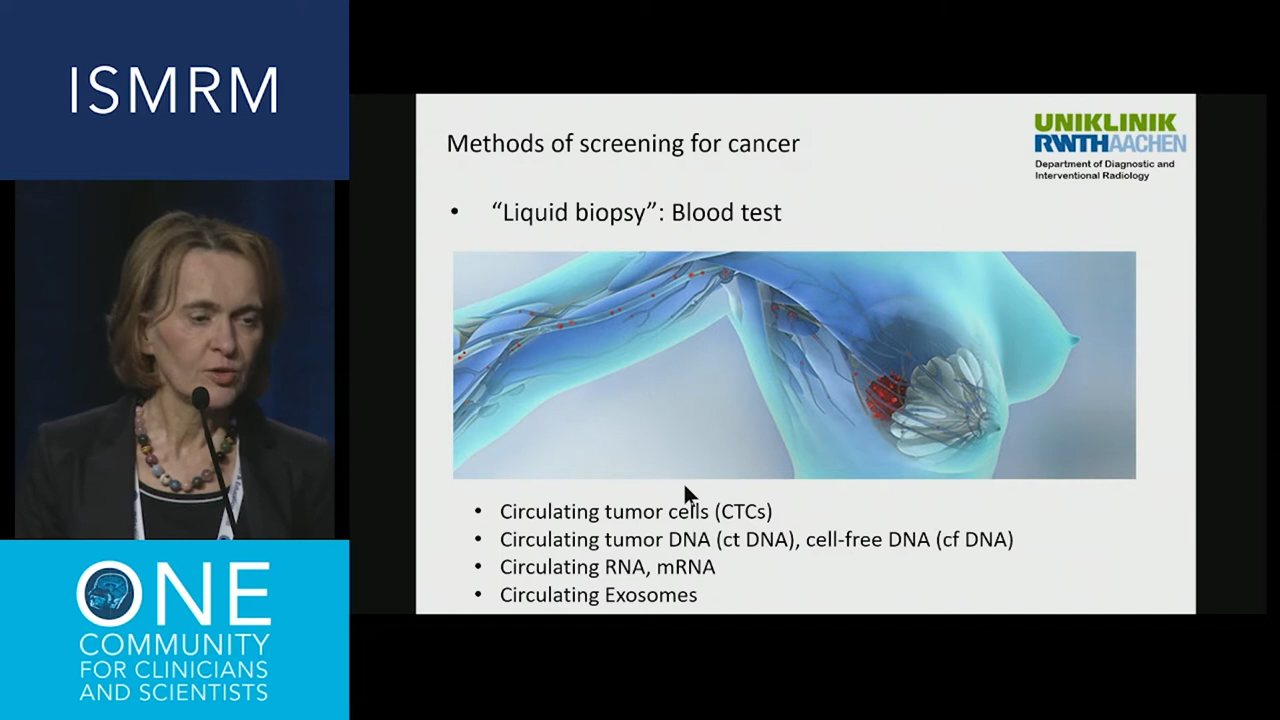 ISMRM
ONE
COMMUNITY
FOR CLINICIANS
AND SCIENTISTS
Methods of screening for cancer
UNIKLINIK
RWTHAACHEN
Department of Diagnostic and
Interventional Radiology
• “Liquid biopsy”: Blood test
• Circulating tumor cells (CTCs)
• Circulating tumor DNA (ct DNA), cell-free DNA (cf DNA)
• Circulating RNA, mRNA
• Circulating Exosomes